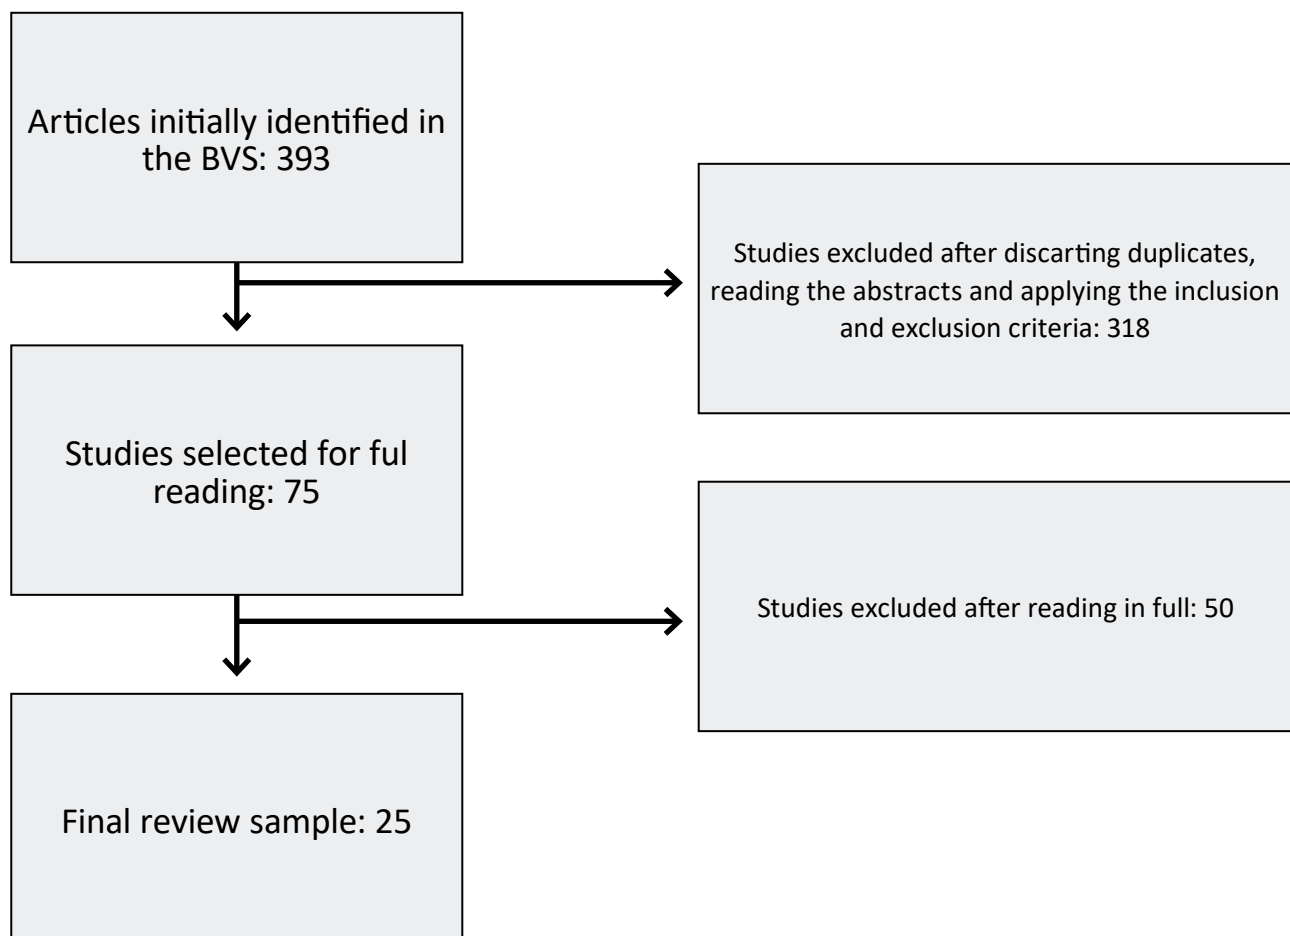 Articles initially identified in
the BVS: 393
Studies excluded after discarting duplicates,
reading the abstracts and applying the inclusion
and exclusion criteria: 318
Studies selected for ful
reading: 75
Studies excluded after reading in full: 50
Final review sample: 25